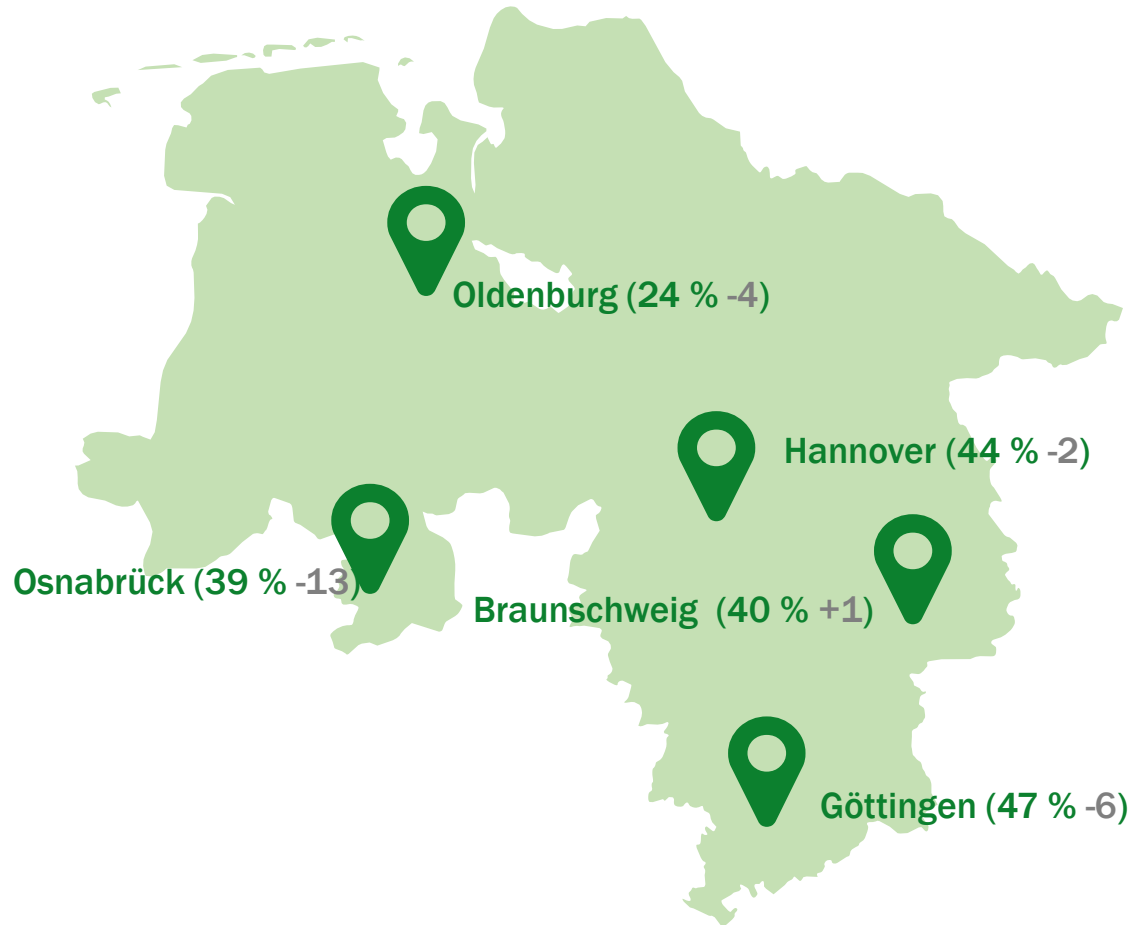 Oldenburg (24 % -4)
Hannover (44 % -2)
Osnabrück (39 % -13)
Braunschweig (40 % +1)
Göttingen (47 % -6)